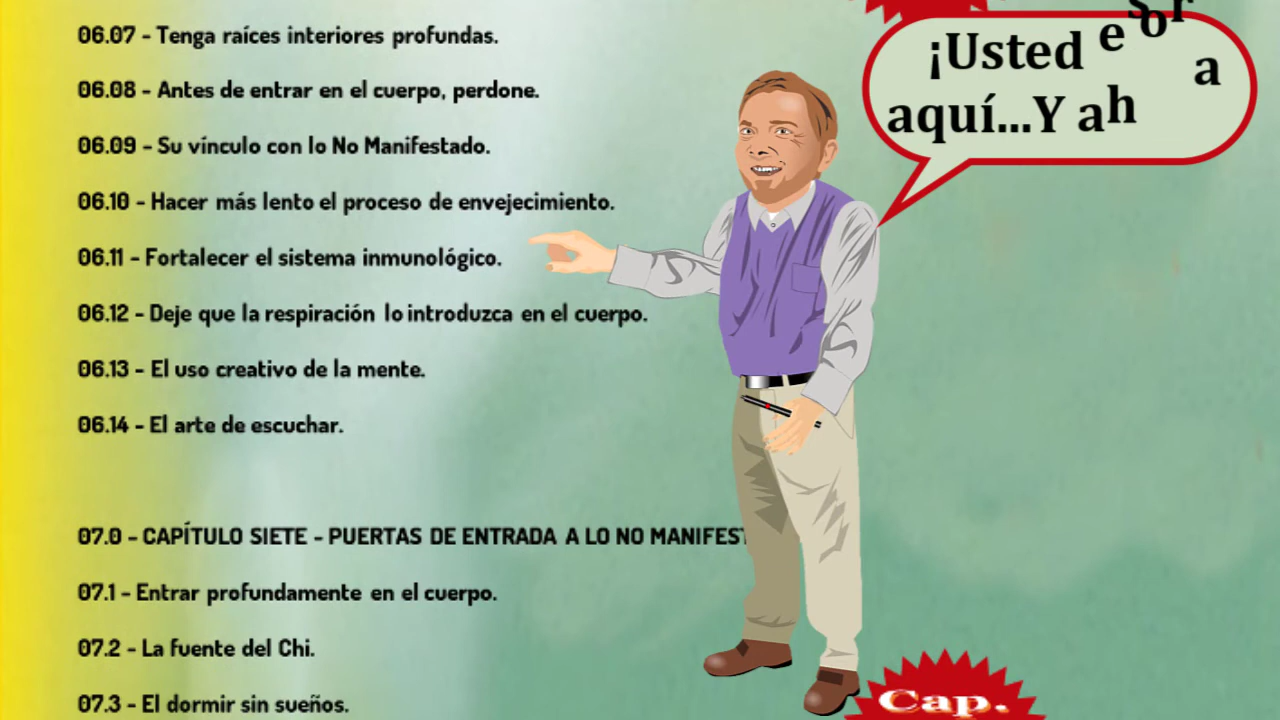 06.07 - Tenga raíces interiores profundas.
06.08 - Antes de entrar en el cuerpo, perdone.
06.09 - Su vínculo con lo No Manifestado.
06.10 - Hacer más lento el proceso de envejecimiento.
06.11 - Fortalecer el sistema inmunológico.
06.12 - Deje que la respiración lo introduzca en el cuerpo.
06.13 - El uso creativo de la mente.
06.14 - El arte de escuchar.
07.0 - CAPÍTULO SIETE - PUERTAS DE ENTRADA A LO NO MANIFEST
07.1 - Entrar profundamente en el cuerpo.
07.2 - La fuente del Chi.
07.3 - El dormir sin sueños.
¡Usted es
aquí...Y ahora
Cap.